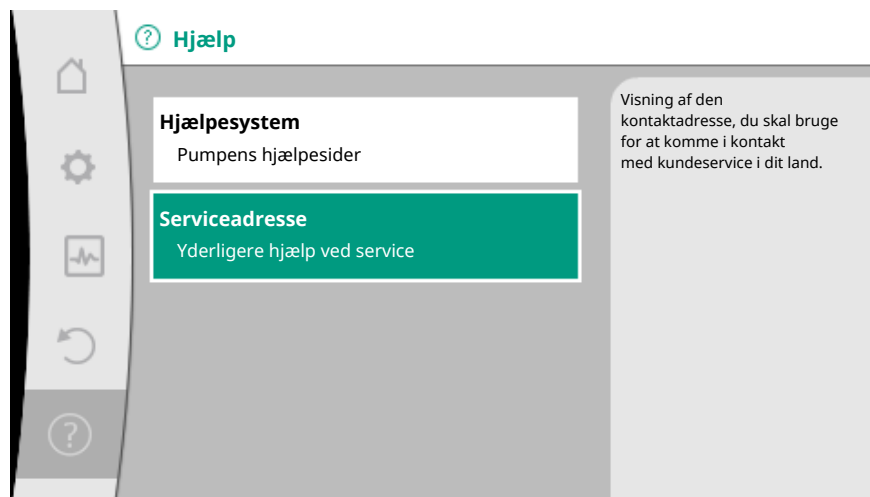 Hjælp
Hjælpesystem
Pumpens hjælpesider
Serviceadresse
Yderligere hjælp ved service
Visning af den
kontaktadresse, du skal bruge
for at komme i kontakt
med kundeservice i dit land.